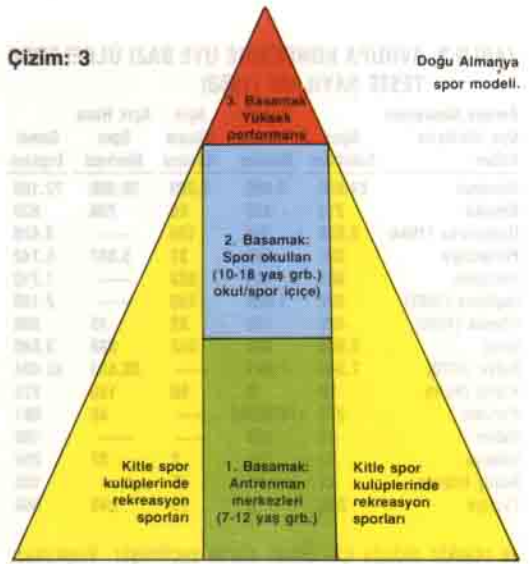 Çizim: 3
Doğu Almanya
spor modeli.
3. Basamak
Yüksek
performans
2. Basamak:
Spor okulları
(10-18 yaş grb.)
okul/spor içiçe)
Kitle spor
kulüplerinde
rekreasyon
sporları
1. Basamak:
Antrenman
merkezleri
(7-12 yaş grb.)
Kitle spor
kulüplerinde
rekreasyon
sporları